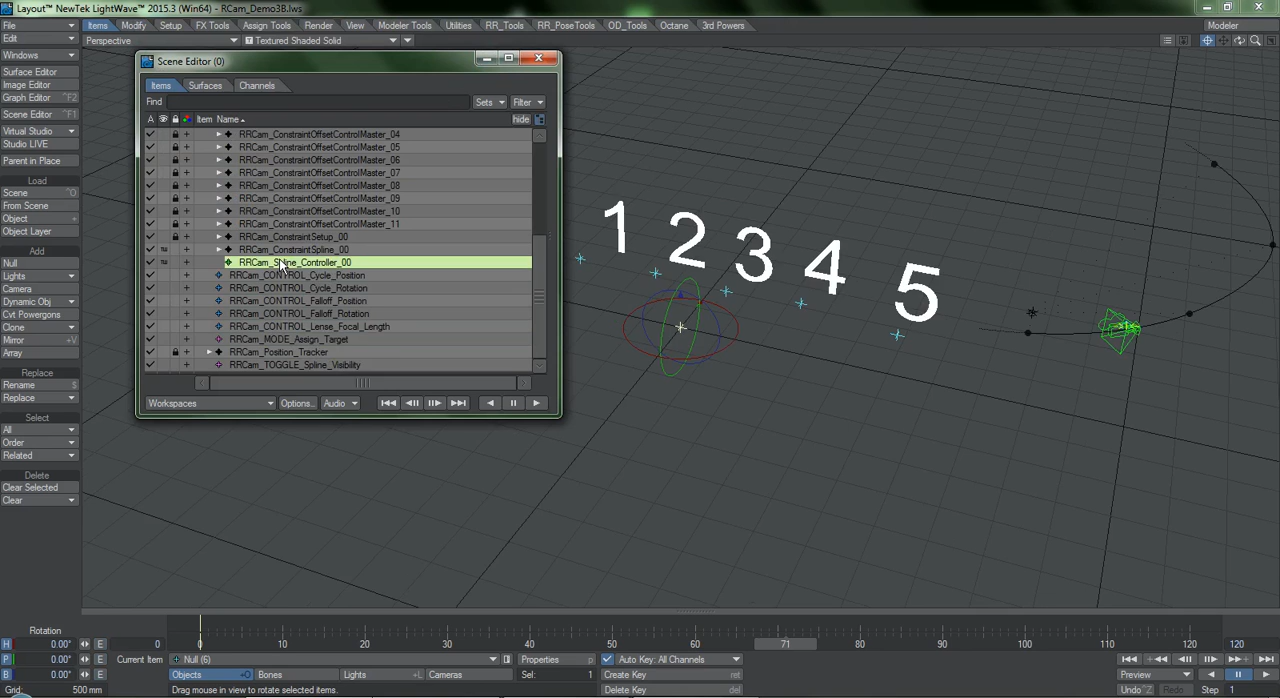 Layout™ NewTek LightWave™ 2015.3 (Win64) - RCam_Demo3B.lws
File
Items Modify Setup FX Tools Assign Tools Render View Modeler Tools Utilities RR_Tools RR_PoseTools OD_Tools Octane 3rd Powers Modeler
Edit
Perspective Textured Shaded Solid
Windows
Surface Editor
Image Editor
Graph Editor ^F2
Scene Editor ^F1
Virtual Studio
Studio LIVE
Parent in Place
Load
Scene ^O
From Scene
Object +
Object Layer
Add
Null
Lights
Camera
Dynamic Obj
Cvt Powergons
Clone
Mirror +V
Array
Replace
Rename $
Replace
Select
All
Order
Related
Delete
Clear Selected
Clear
Scene Editor (0)
Items Surfaces Channels
Find Sets Filter
A Item Name hide
RRCam_ConstraintOffsetControlMaster_04
RRCam_ConstraintOffsetControlMaster_05
RRCam_ConstraintOffsetControlMaster_06
RRCam_ConstraintOffsetControlMaster_07
RRCam_ConstraintOffsetControlMaster_08
RRCam_ConstraintOffsetControlMaster_09
RRCam_ConstraintOffsetControlMaster_10
RRCam_ConstraintOffsetControlMaster_11
RRCam_ConstraintSetup_00
RRCam_ConstraintSpline_00
RRCam_Spline_Controller_00
RRCam_CONTROL_Cycle_Position
RRCam_CONTROL_Cycle_Rotation
RRCam_CONTROL_Falloff_Position
RRCam_CONTROL_Falloff_Rotation
RRCam_CONTROL_Lense_Focal_Length
RRCam_MODE_Assign_Target
RRCam_Position_Tracker
RRCam_TOGGLE_Spline_Visibility
Workspaces Options... Audio
1 2 3 4 5
Rotation
0 10 20 30 40 50 60 71 80 90 100 110 120
H 0.00° E 0 120
P 0.00° E Current Item Null (6) Properties p Auto Key: All Channels
B 0.00° E Objects +O Bones Lights +L Cameras Sel: 1 Create Key ret Preview
Grid: 500 mm Drag mouse in view to rotate selected items. Delete Key del Undo^Z Redo Step 1